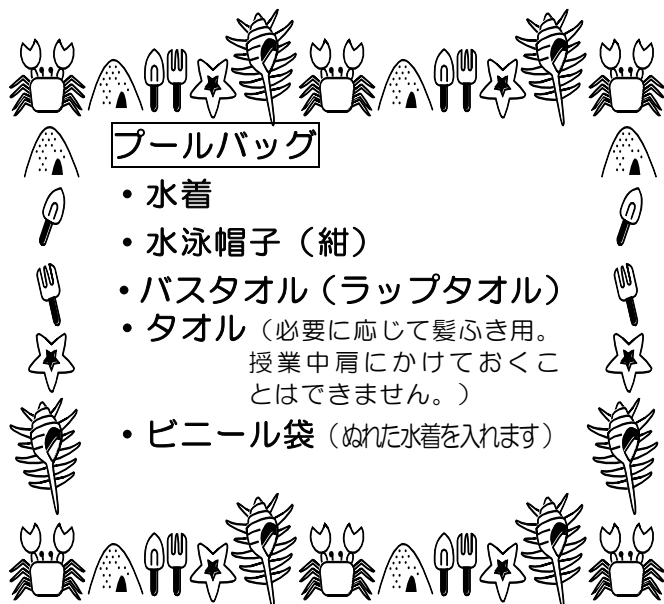 プールバッグ
・水着
・水泳帽子（紺）
・バスタオル（ラップタオル）
・タオル（必要に応じて髪ふき用。
授業中肩にかけておくこ
とはできません。）
・ビニール袋（ぬれた水着を入れます）